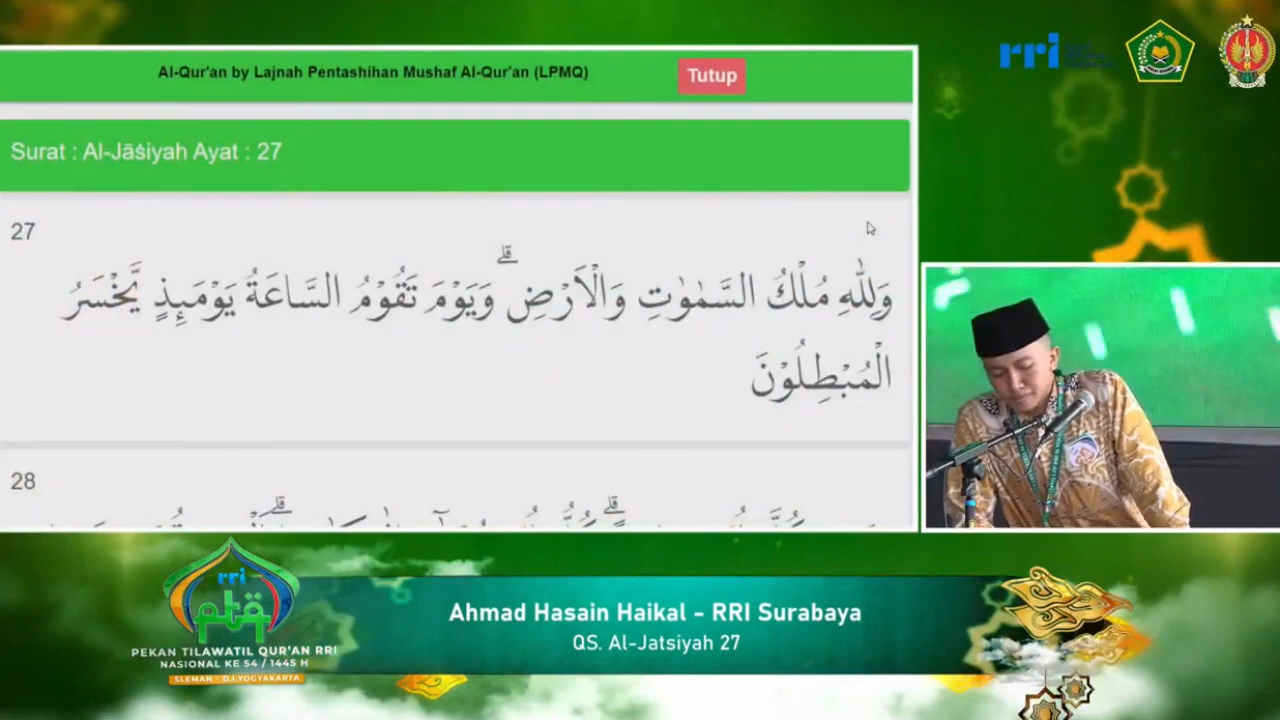 rri
Al-Qur'an by Lajnah Pentashihan Mushaf Al-Qur'an (LPMQ)
Tutup
Surat : Al-Jāṡiyah Ayat : 27
27
وَلِلّٰهِ مُلْكُ السَّمٰوٰتِ وَالْاَرْضِۗ وَيَوْمَ تَقُوْمُ السَّاعَةُ يَوْمَىِٕذٍ يَّخْسَرُ
الْمُبْطِلُوْنَ
28
rri
ptq
PEKAN TILAWATIL QUR'AN RRI
NASIONAL KE 54 / 1445 H
SLEMAN - D.I.YOGYAKARTA
Ahmad Hasain Haikal - RRI Surabaya
QS. Al-Jatsiyah 27